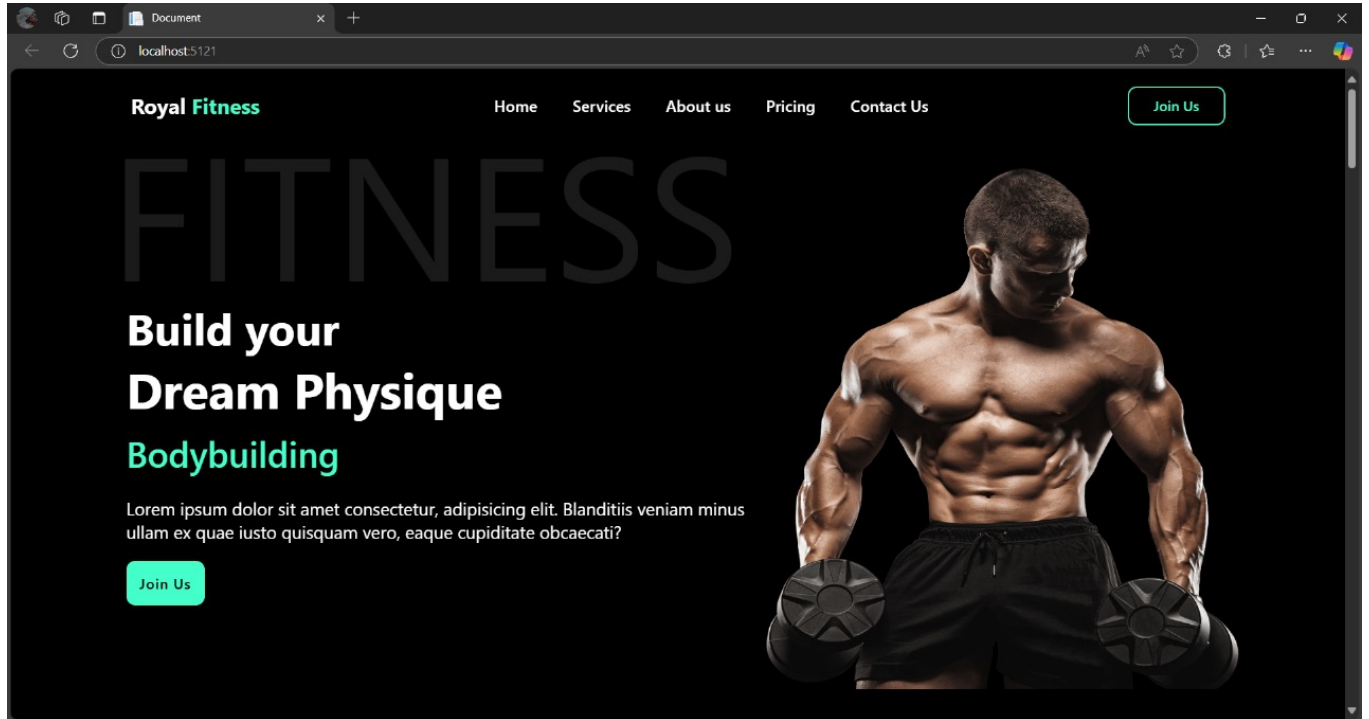 Document
localhost:5121
Royal Fitness
Home Services About us Pricing Contact Us
Join Us
FITNESS
Build your
Dream Physique
Bodybuilding
Lorem ipsum dolor sit amet consectetur, adipisicing elit. Blanditiis veniam minus
ullam ex quae iusto quisquam vero, eaque cupiditate obcaecati?
Join Us